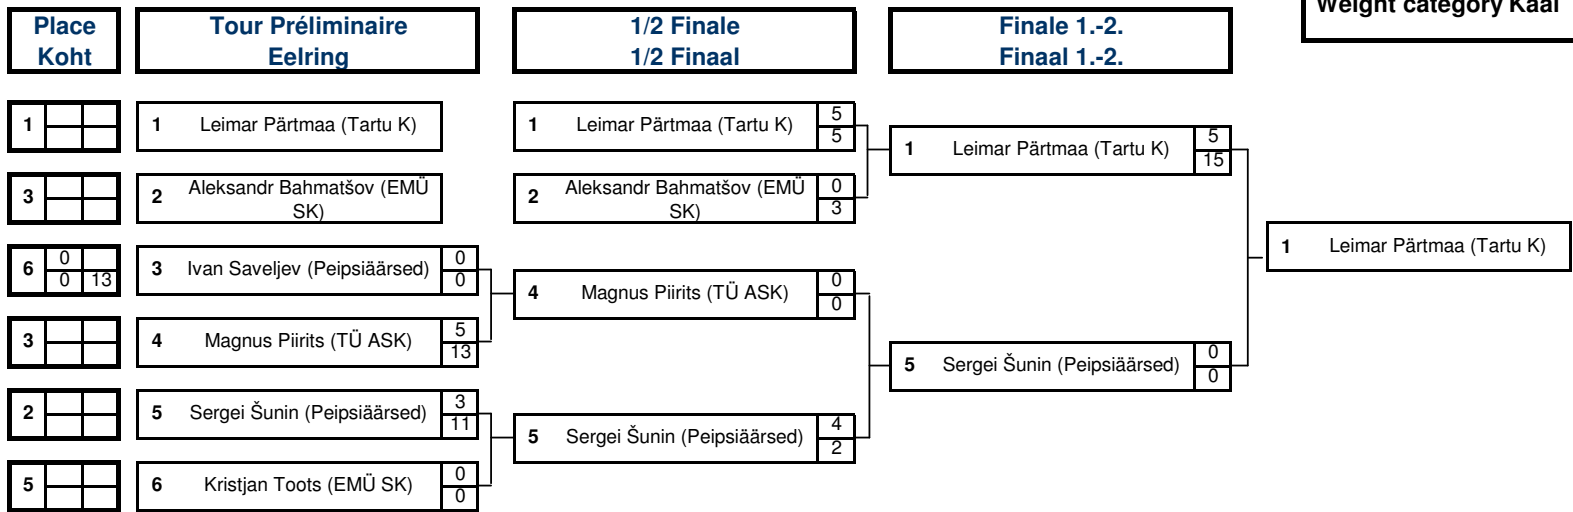 Weight category Kaal
Place
Koht
Tour Préliminaire
Eelring
1/2 Finale
1/2 Finaal
Finale 1.-2.
Finaal 1.-2.
1
1 Leimar Pärtmaa (Tartu K)
1 Leimar Pärtmaa (Tartu K) 5
5
1 Leimar Pärtmaa (Tartu K) 5
15
3
2 Aleksandr Bahmatšov (EMÜ
SK)
2 Aleksandr Bahmatšov (EMÜ
SK) 0
3
1 Leimar Pärtmaa (Tartu K)
6 0
0 13
3 Ivan Saveljev (Peipsiäärsed) 0
0
4 Magnus Piirits (TÜ ASK) 0
0
3
4 Magnus Piirits (TÜ ASK) 5
13
5 Sergei Šunin (Peipsiäärsed) 0
0
2
5 Sergei Šunin (Peipsiäärsed) 3
11
5 Sergei Šunin (Peipsiäärsed) 4
2
5
6 Kristjan Toots (EMÜ SK) 0
0